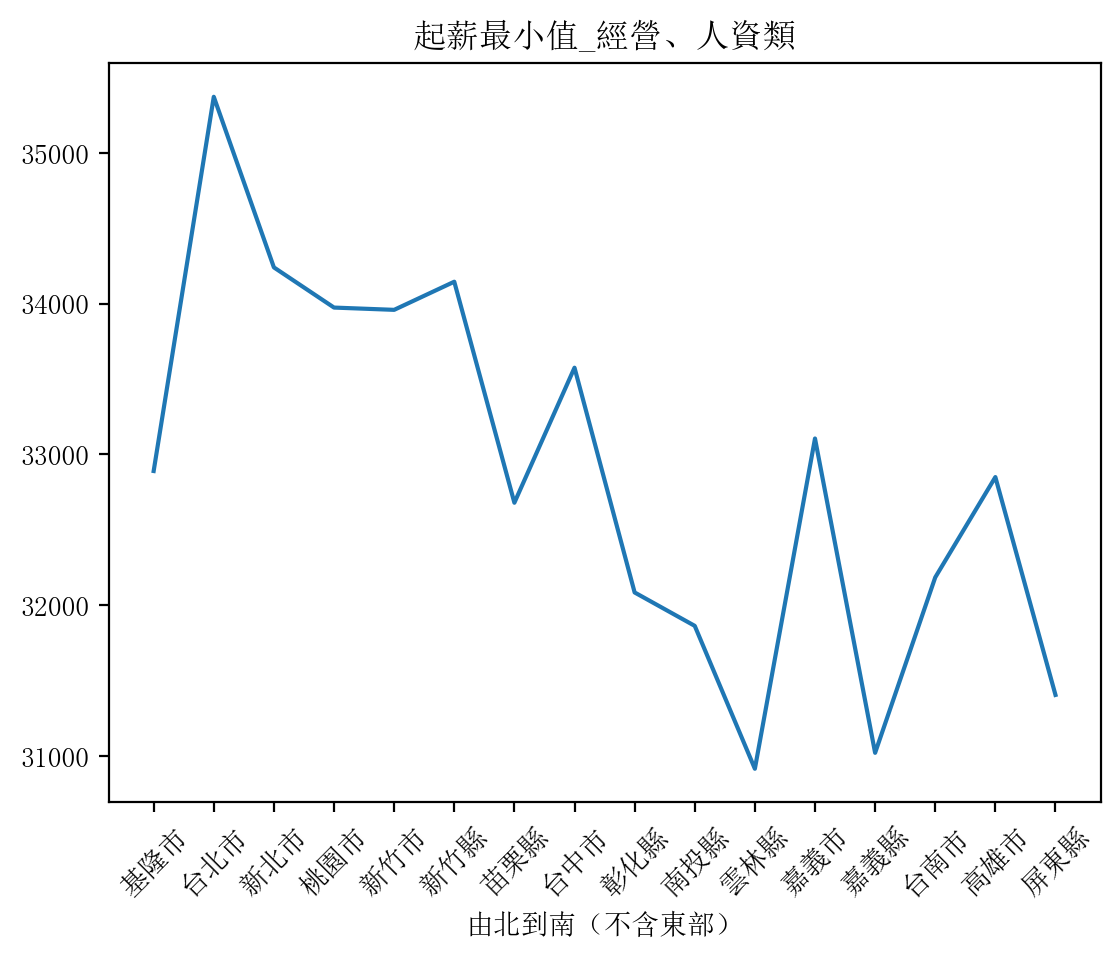 起薪最小值_經營、人資類
35000
34000
33000
32000
31000
基隆市
台北市
新北市
桃園市
新竹市
新竹縣
苗栗縣
台中市
彰化縣
南投縣
雲林縣
嘉義市
嘉義縣
台南市
高雄市
屏東縣
由北到南（不含東部）